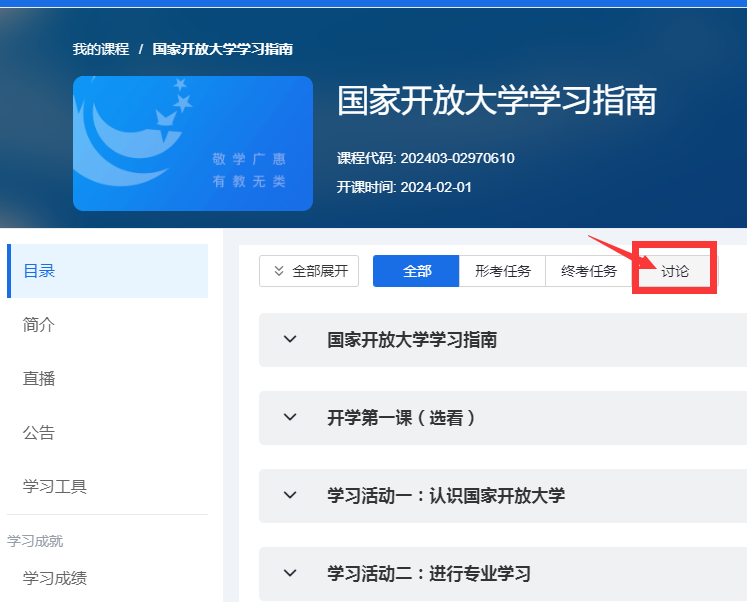 我的课程 / 国家开放大学学习指南
国家开放大学学习指南
敬学广惠
有教无类
课程代码: 202403-02970610
开课时间: 2024-02-01
目录
简介
直播
公告
学习工具
学习成就
学习成绩
全部展开 全部 形考任务 终考任务 讨论
国家开放大学学习指南
开学第一课（选看）
学习活动一：认识国家开放大学
学习活动二：进行专业学习